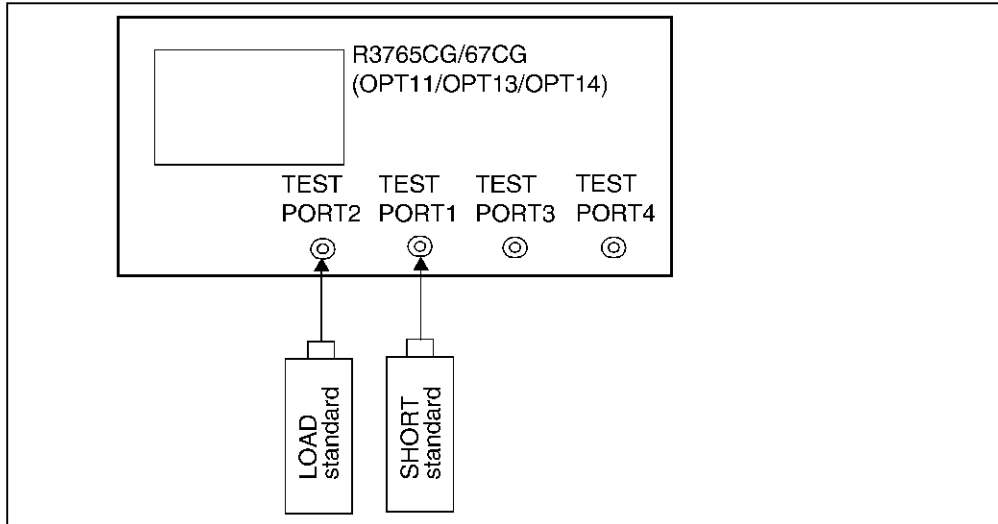 R3765CG/67CG
(OPT11/OPT13/OPT14)
TEST
PORT2
TEST
PORT1
TEST
PORT3
TEST
PORT4
LOAD
standard
SHORT
standard